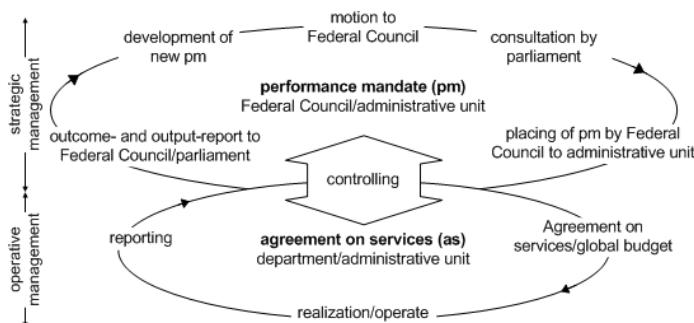 motion to
Federal Council
development of
new pm
consultation by
parliament
strategic
management
performance mandate (pm)
Federal Council/administrative unit
outcome- and output-report to
Federal Council/parliament
placing of pm by Federal
Council to administrative unit
controlling
operative
management
reporting
agreement on services (as)
department/administrative unit
Agreement on
services/global budget
realization/operate